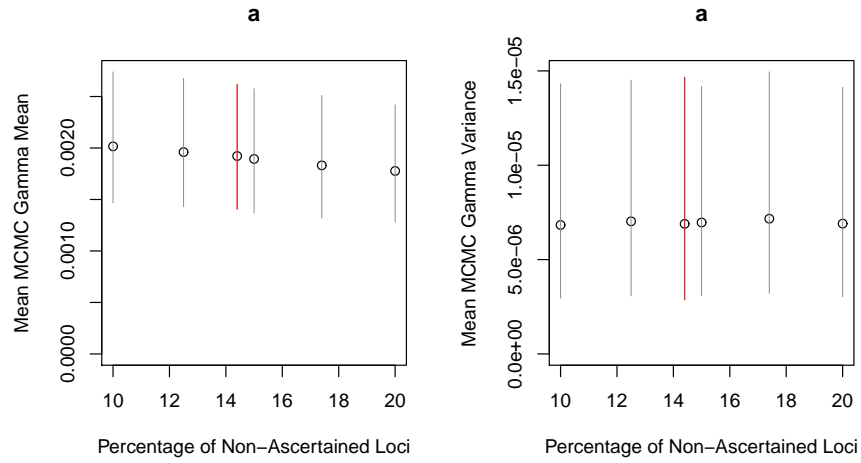 a
Mean MCMC Gamma Mean
0.0020
0.0010
0.0000
10 12 14 16 18 20
Percentage of Non−Ascertained Loci
a
Mean MCMC Gamma Variance
1.5e−05
1.0e−05
5.0e−06
0.0e+00
10 12 14 16 18 20
Percentage of Non−Ascertained Loci